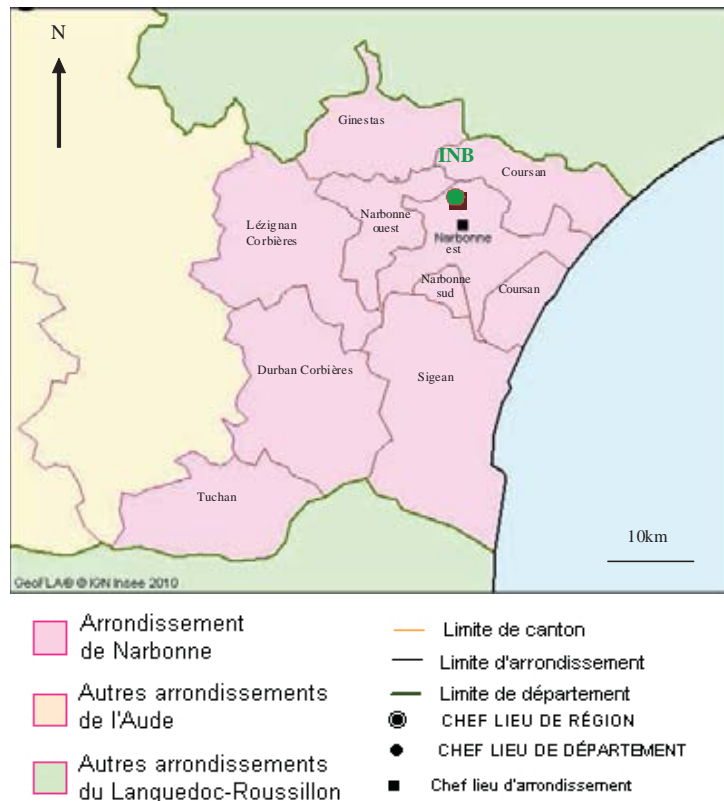 N
Ginestas
INB
Coursan
Lézignan
Corbières
Narbonne
ouest
Narbonne
est
Narbonne
sud
Coursan
Durban Corbières
Sigean
Tuchan
10km
GeoFLA® © IGN Insee 2010
Arrondissement
de Narbonne
Autres arrondissements
de l'Aude
Autres arrondissements
du Languedoc-Roussillon
Limite de canton
Limite d'arrondissement
Limite de département
CHEF LIEU DE RÉGION
CHEF LIEU DE DÉPARTEMENT
Chef lieu d'arrondissement